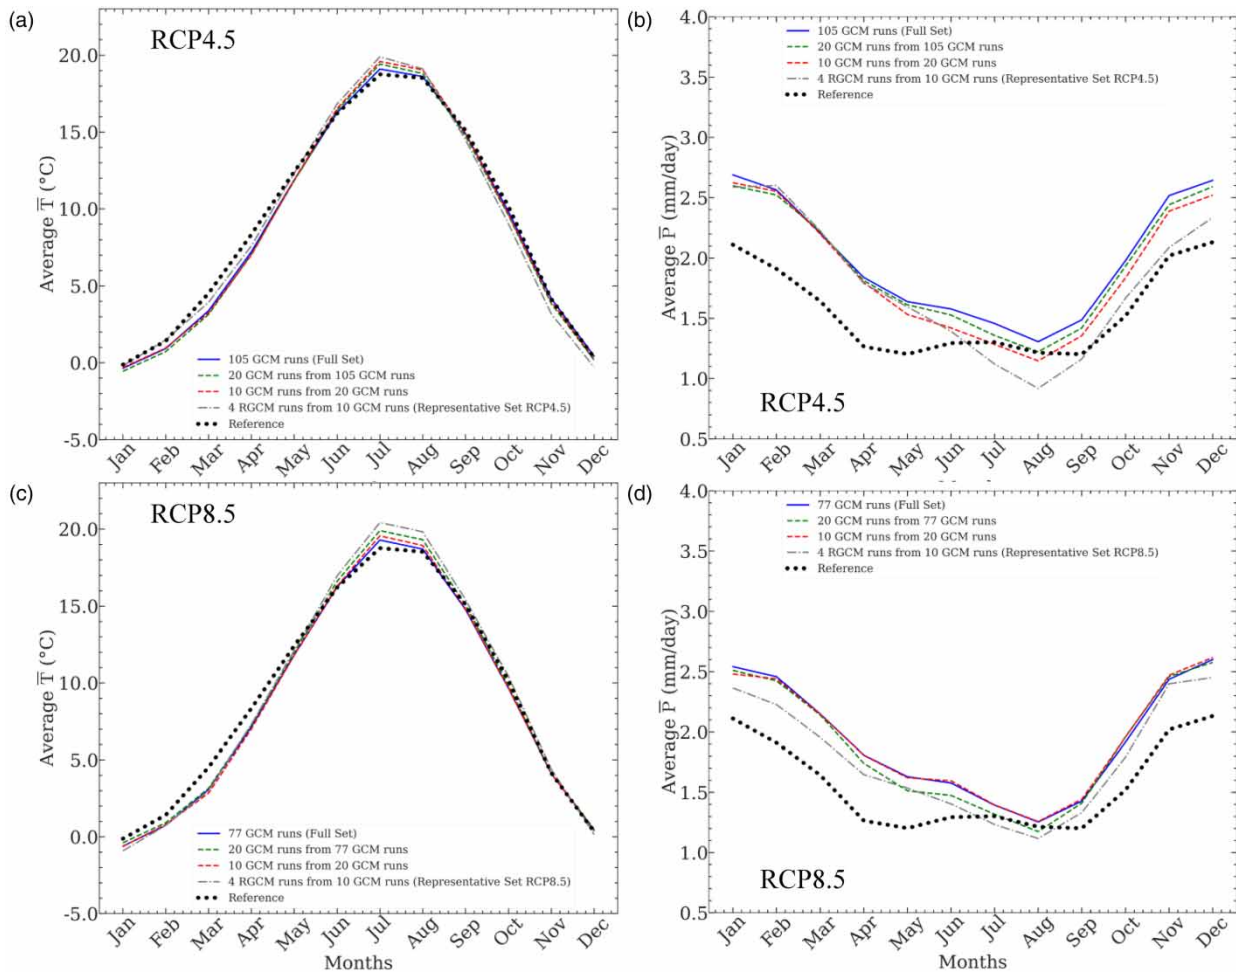 (a)
RCP4.5
20.0
15.0
10.0
5.0
0.0
-5.0
Average T̅ (°C)
105 GCM runs (Full Set)
20 GCM runs from 105 GCM runs
10 GCM runs from 20 GCM runs
4 RGCM runs from 10 GCM runs (Representative Set RCP4.5)
Reference
Jan Feb Mar Apr May Jun Jul Aug Sep Oct Nov Dec
(b)
4.0
3.5
3.0
2.5
2.0
1.5
1.0
0.5
Average P̅ (mm/day)
105 GCM runs (Full Set)
20 GCM runs from 105 GCM runs
10 GCM runs from 20 GCM runs
4 RGCM runs from 10 GCM runs (Representative Set RCP4.5)
Reference
RCP4.5
Jan Feb Mar Apr May Jun Jul Aug Sep Oct Nov Dec
(c)
RCP8.5
20.0
15.0
10.0
5.0
0.0
-5.0
Average T̅ (°C)
77 GCM runs (Full Set)
20 GCM runs from 77 GCM runs
10 GCM runs from 20 GCM runs
4 RGCM runs from 10 GCM runs (Representative Set RCP8.5)
Reference
Jan Feb Mar Apr May Jun Jul Aug Sep Oct Nov Dec
Months
(d)
4.0
3.5
3.0
2.5
2.0
1.5
1.0
0.5
Average P̅ (mm/day)
77 GCM runs (Full Set)
20 GCM runs from 77 GCM runs
10 GCM runs from 20 GCM runs
4 RGCM runs from 10 GCM runs (Representative Set RCP8.5)
Reference
RCP8.5
Jan Feb Mar Apr May Jun Jul Aug Sep Oct Nov Dec
Months